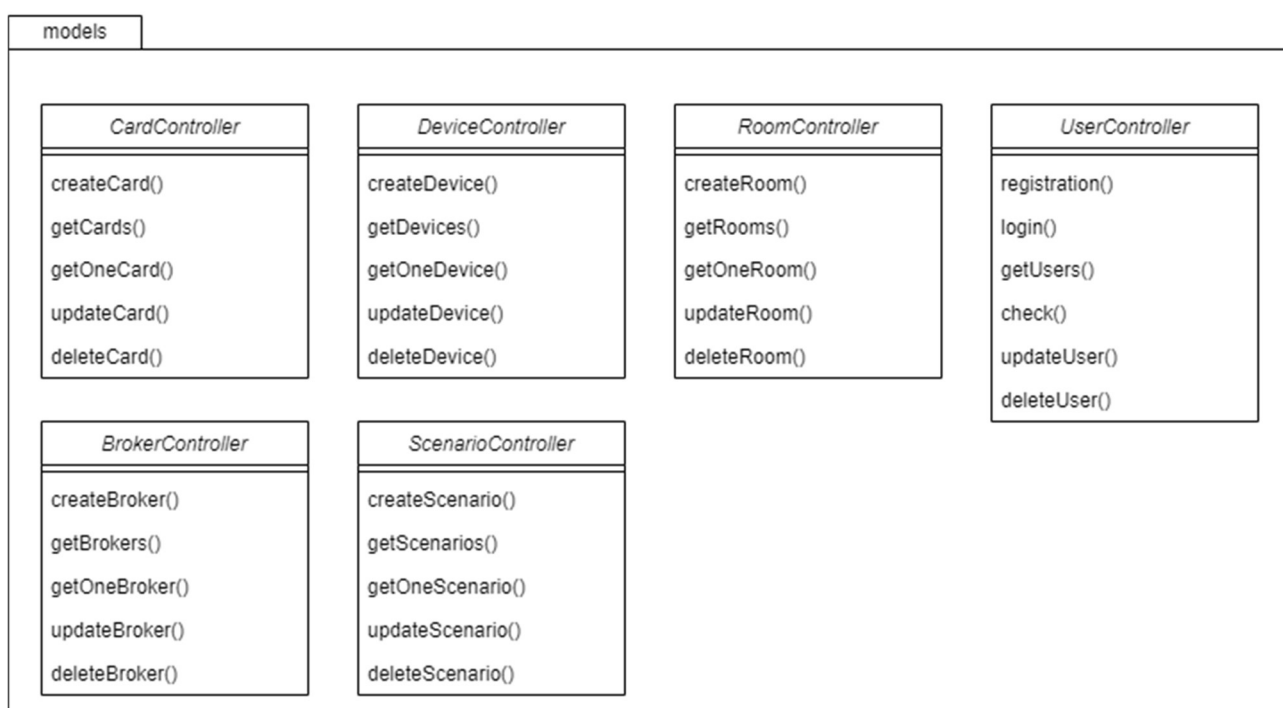 models
CardController
createCard()
getCards()
getOneCard()
updateCard()
deleteCard()
DeviceController
createDevice()
getDevices()
getOneDevice()
updateDevice()
deleteDevice()
RoomController
createRoom()
getRooms()
getOneRoom()
updateRoom()
deleteRoom()
UserController
registration()
login()
getUsers()
check()
updateUser()
deleteUser()
BrokerController
createBroker()
getBrokers()
getOneBroker()
updateBroker()
deleteBroker()
ScenarioController
createScenario()
getScenarios()
getOneScenario()
updateScenario()
deleteScenario()